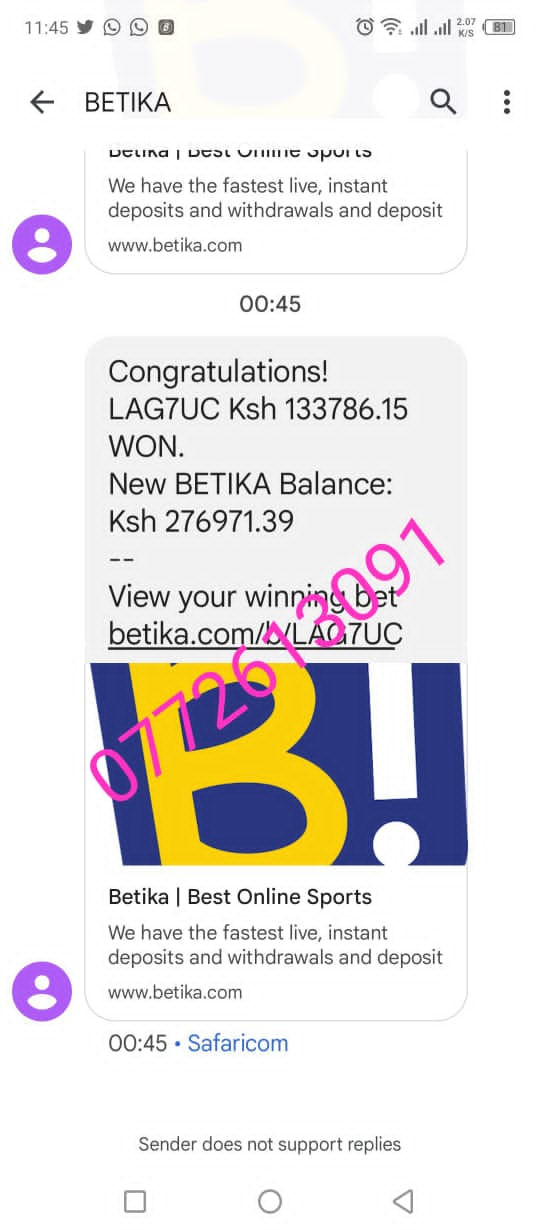 11:45
2.07
K/S
81
BETIKA
Betika | Best Online Sports
We have the fastest live, instant
deposits and withdrawals and deposit
www.betika.com
00:45
Congratulations!
LAG7UC Ksh 133786.15
WON.
New BETIKA Balance:
Ksh 276971.39
--
View your winning bet
betika.com/b/LAG7UC
0772613091
B!
Betika | Best Online Sports
We have the fastest live, instant
deposits and withdrawals and deposit
www.betika.com
00:45 • Safaricom
Sender does not support replies